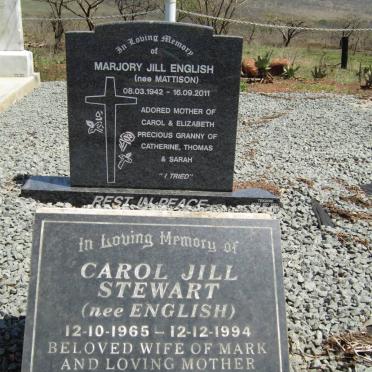 In Loving Memory
of
MARJORY JILL ENGLISH
(nee MATTISON)
08.03.1942 - 16.09.2011
ADORED MOTHER OF
CAROL & ELIZABETH
PRECIOUS GRANNY OF
CATHERINE, THOMAS
& SARAH
"I TRIED"
REST IN PEACE
In Loving Memory of
CAROL JILL
STEWART
(nee ENGLISH)
12-10-1965 - 12-12-1994
BELOVED WIFE OF MARK
AND LOVING MOTHER